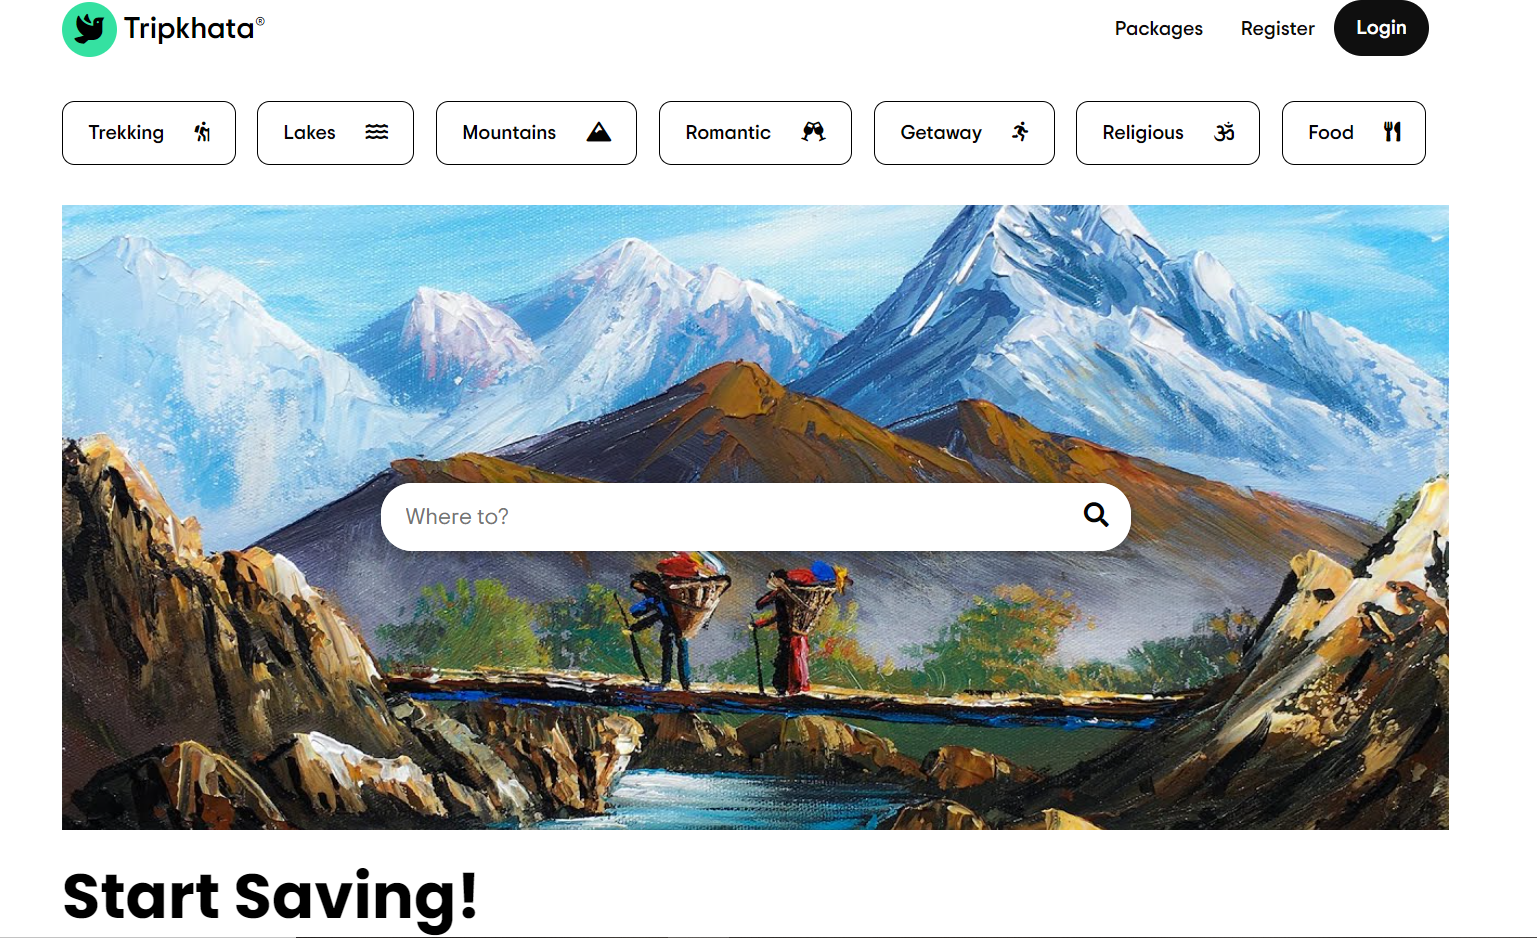 Tripkhata®
Packages Register Login
Trekking Lakes Mountains Romantic Getaway Religious ॐ Food
Where to?
Start Saving!